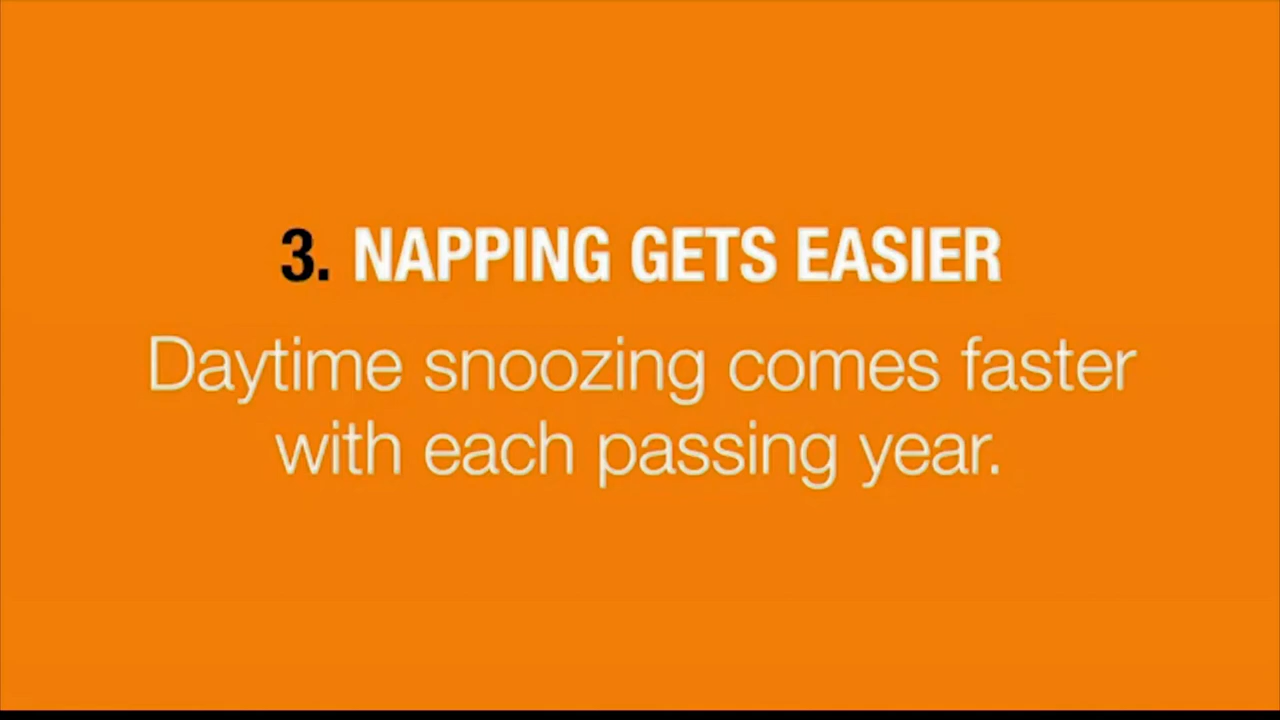 3. NAPPING GETS EASIER
Daytime snoozing comes faster
with each passing year.